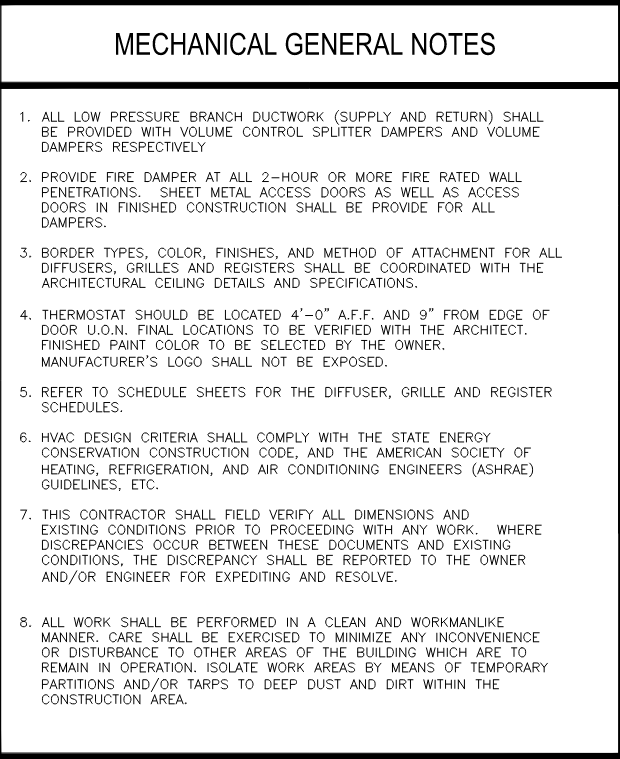 MECHANICAL GENERAL NOTES
1. ALL LOW PRESSURE BRANCH DUCTWORK (SUPPLY AND RETURN) SHALL
BE PROVIDED WITH VOLUME CONTROL SPLITTER DAMPERS AND VOLUME
DAMPERS RESPECTIVELY
2. PROVIDE FIRE DAMPER AT ALL 2-HOUR OR MORE FIRE RATED WALL
PENETRATIONS. SHEET METAL ACCESS DOORS AS WELL AS ACCESS
DOORS IN FINISHED CONSTRUCTION SHALL BE PROVIDE FOR ALL
DAMPERS.
3. BORDER TYPES, COLOR, FINISHES, AND METHOD OF ATTACHMENT FOR ALL
DIFFUSERS, GRILLES AND REGISTERS SHALL BE COORDINATED WITH THE
ARCHITECTURAL CEILING DETAILS AND SPECIFICATIONS.
4. THERMOSTAT SHOULD BE LOCATED 4'-0" A.F.F. AND 9" FROM EDGE OF
DOOR U.O.N. FINAL LOCATIONS TO BE VERIFIED WITH THE ARCHITECT.
FINISHED PAINT COLOR TO BE SELECTED BY THE OWNER.
MANUFACTURER'S LOGO SHALL NOT BE EXPOSED.
5. REFER TO SCHEDULE SHEETS FOR THE DIFFUSER, GRILLE AND REGISTER
SCHEDULES.
6. HVAC DESIGN CRITERIA SHALL COMPLY WITH THE STATE ENERGY
CONSERVATION CONSTRUCTION CODE, AND THE AMERICAN SOCIETY OF
HEATING, REFRIGERATION, AND AIR CONDITIONING ENGINEERS (ASHRAE)
GUIDELINES, ETC.
7. THIS CONTRACTOR SHALL FIELD VERIFY ALL DIMENSIONS AND
EXISTING CONDITIONS PRIOR TO PROCEEDING WITH ANY WORK. WHERE
DISCREPANCIES OCCUR BETWEEN THESE DOCUMENTS AND EXISTING
CONDITIONS, THE DISCREPANCY SHALL BE REPORTED TO THE OWNER
AND/OR ENGINEER FOR EXPEDITING AND RESOLVE.
8. ALL WORK SHALL BE PERFORMED IN A CLEAN AND WORKMANLIKE
MANNER. CARE SHALL BE EXERCISED TO MINIMIZE ANY INCONVENIENCE
OR DISTURBANCE TO OTHER AREAS OF THE BUILDING WHICH ARE TO
REMAIN IN OPERATION. ISOLATE WORK AREAS BY MEANS OF TEMPORARY
PARTITIONS AND/OR TARPS TO DEEP DUST AND DIRT WITHIN THE
CONSTRUCTION AREA.